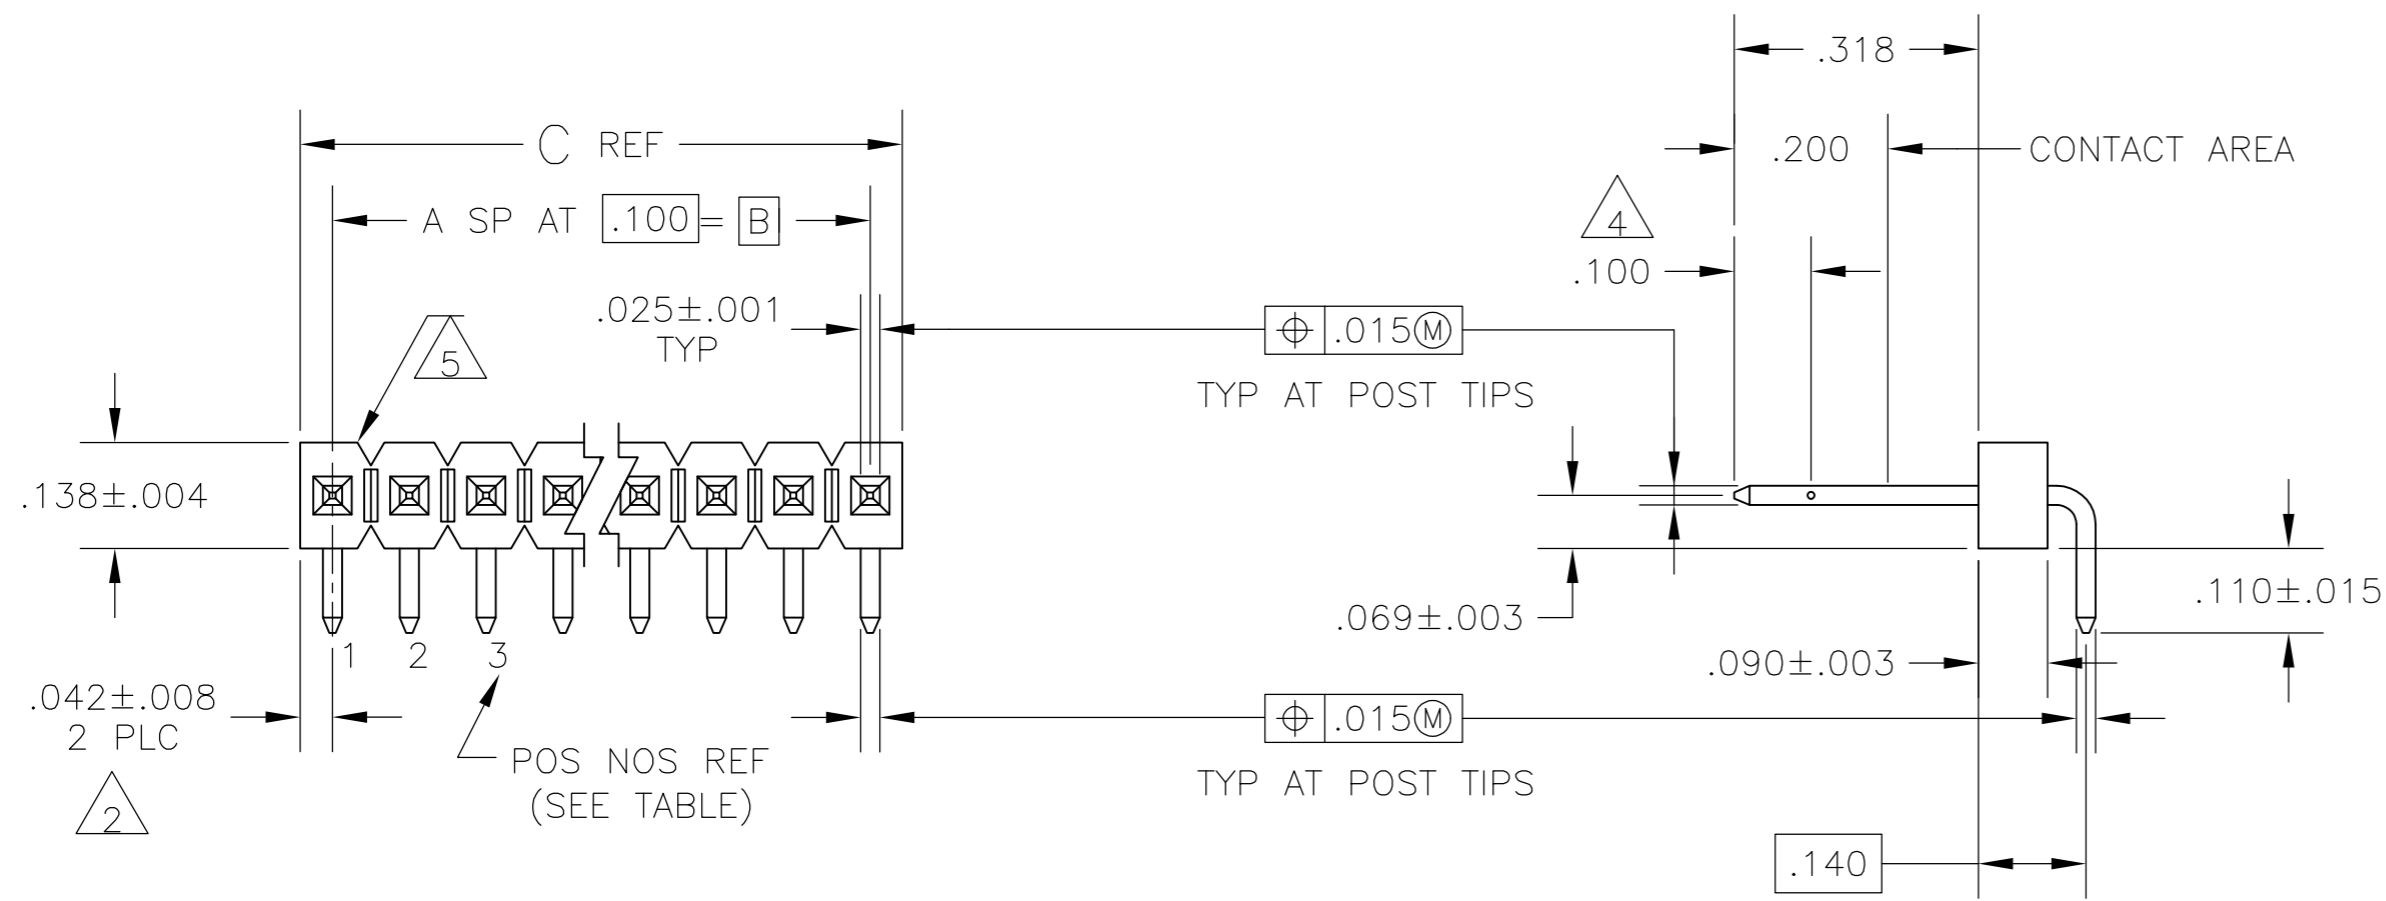 .318
C REF
.200
CONTACT AREA
A SP AT .100 = B
4
.100
.025±.001
TYP
⌖ .015Ⓜ
5
TYP AT POST TIPS
.138±.004
.110±.015
.069±.003
1 2 3
.090±.003
.042±.008
2 PLC
⌖ .015Ⓜ
POS NOS REF
(SEE TABLE)
TYP AT POST TIPS
2
.140